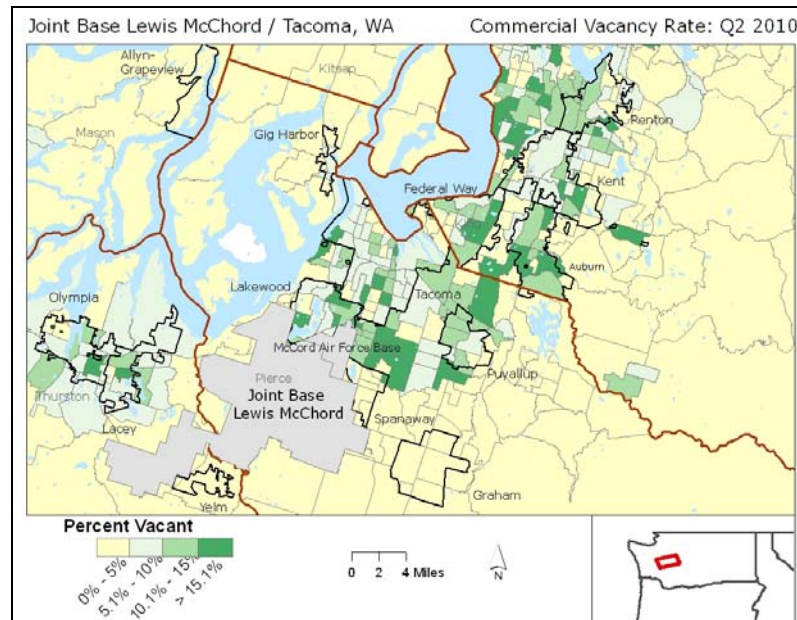 Joint Base Lewis McChord / Tacoma, WA
Commercial Vacancy Rate: Q2 2010
Allyn-
Grapeview
Kitsap
Renton
Mason
Gig Harbor
Kent
Federal Way
Auburn
Lakewood
Olympia
Tacoma
McCord Air Force Base
Puyallup
Pierce
Joint Base
Lewis McChord
Thurston
Spanaway
Lacey
Graham
Yelm
Percent Vacant
0% - 5%
5.1% - 10%
10.1% - 15%
> 15.1%
0 2 4 Miles
N